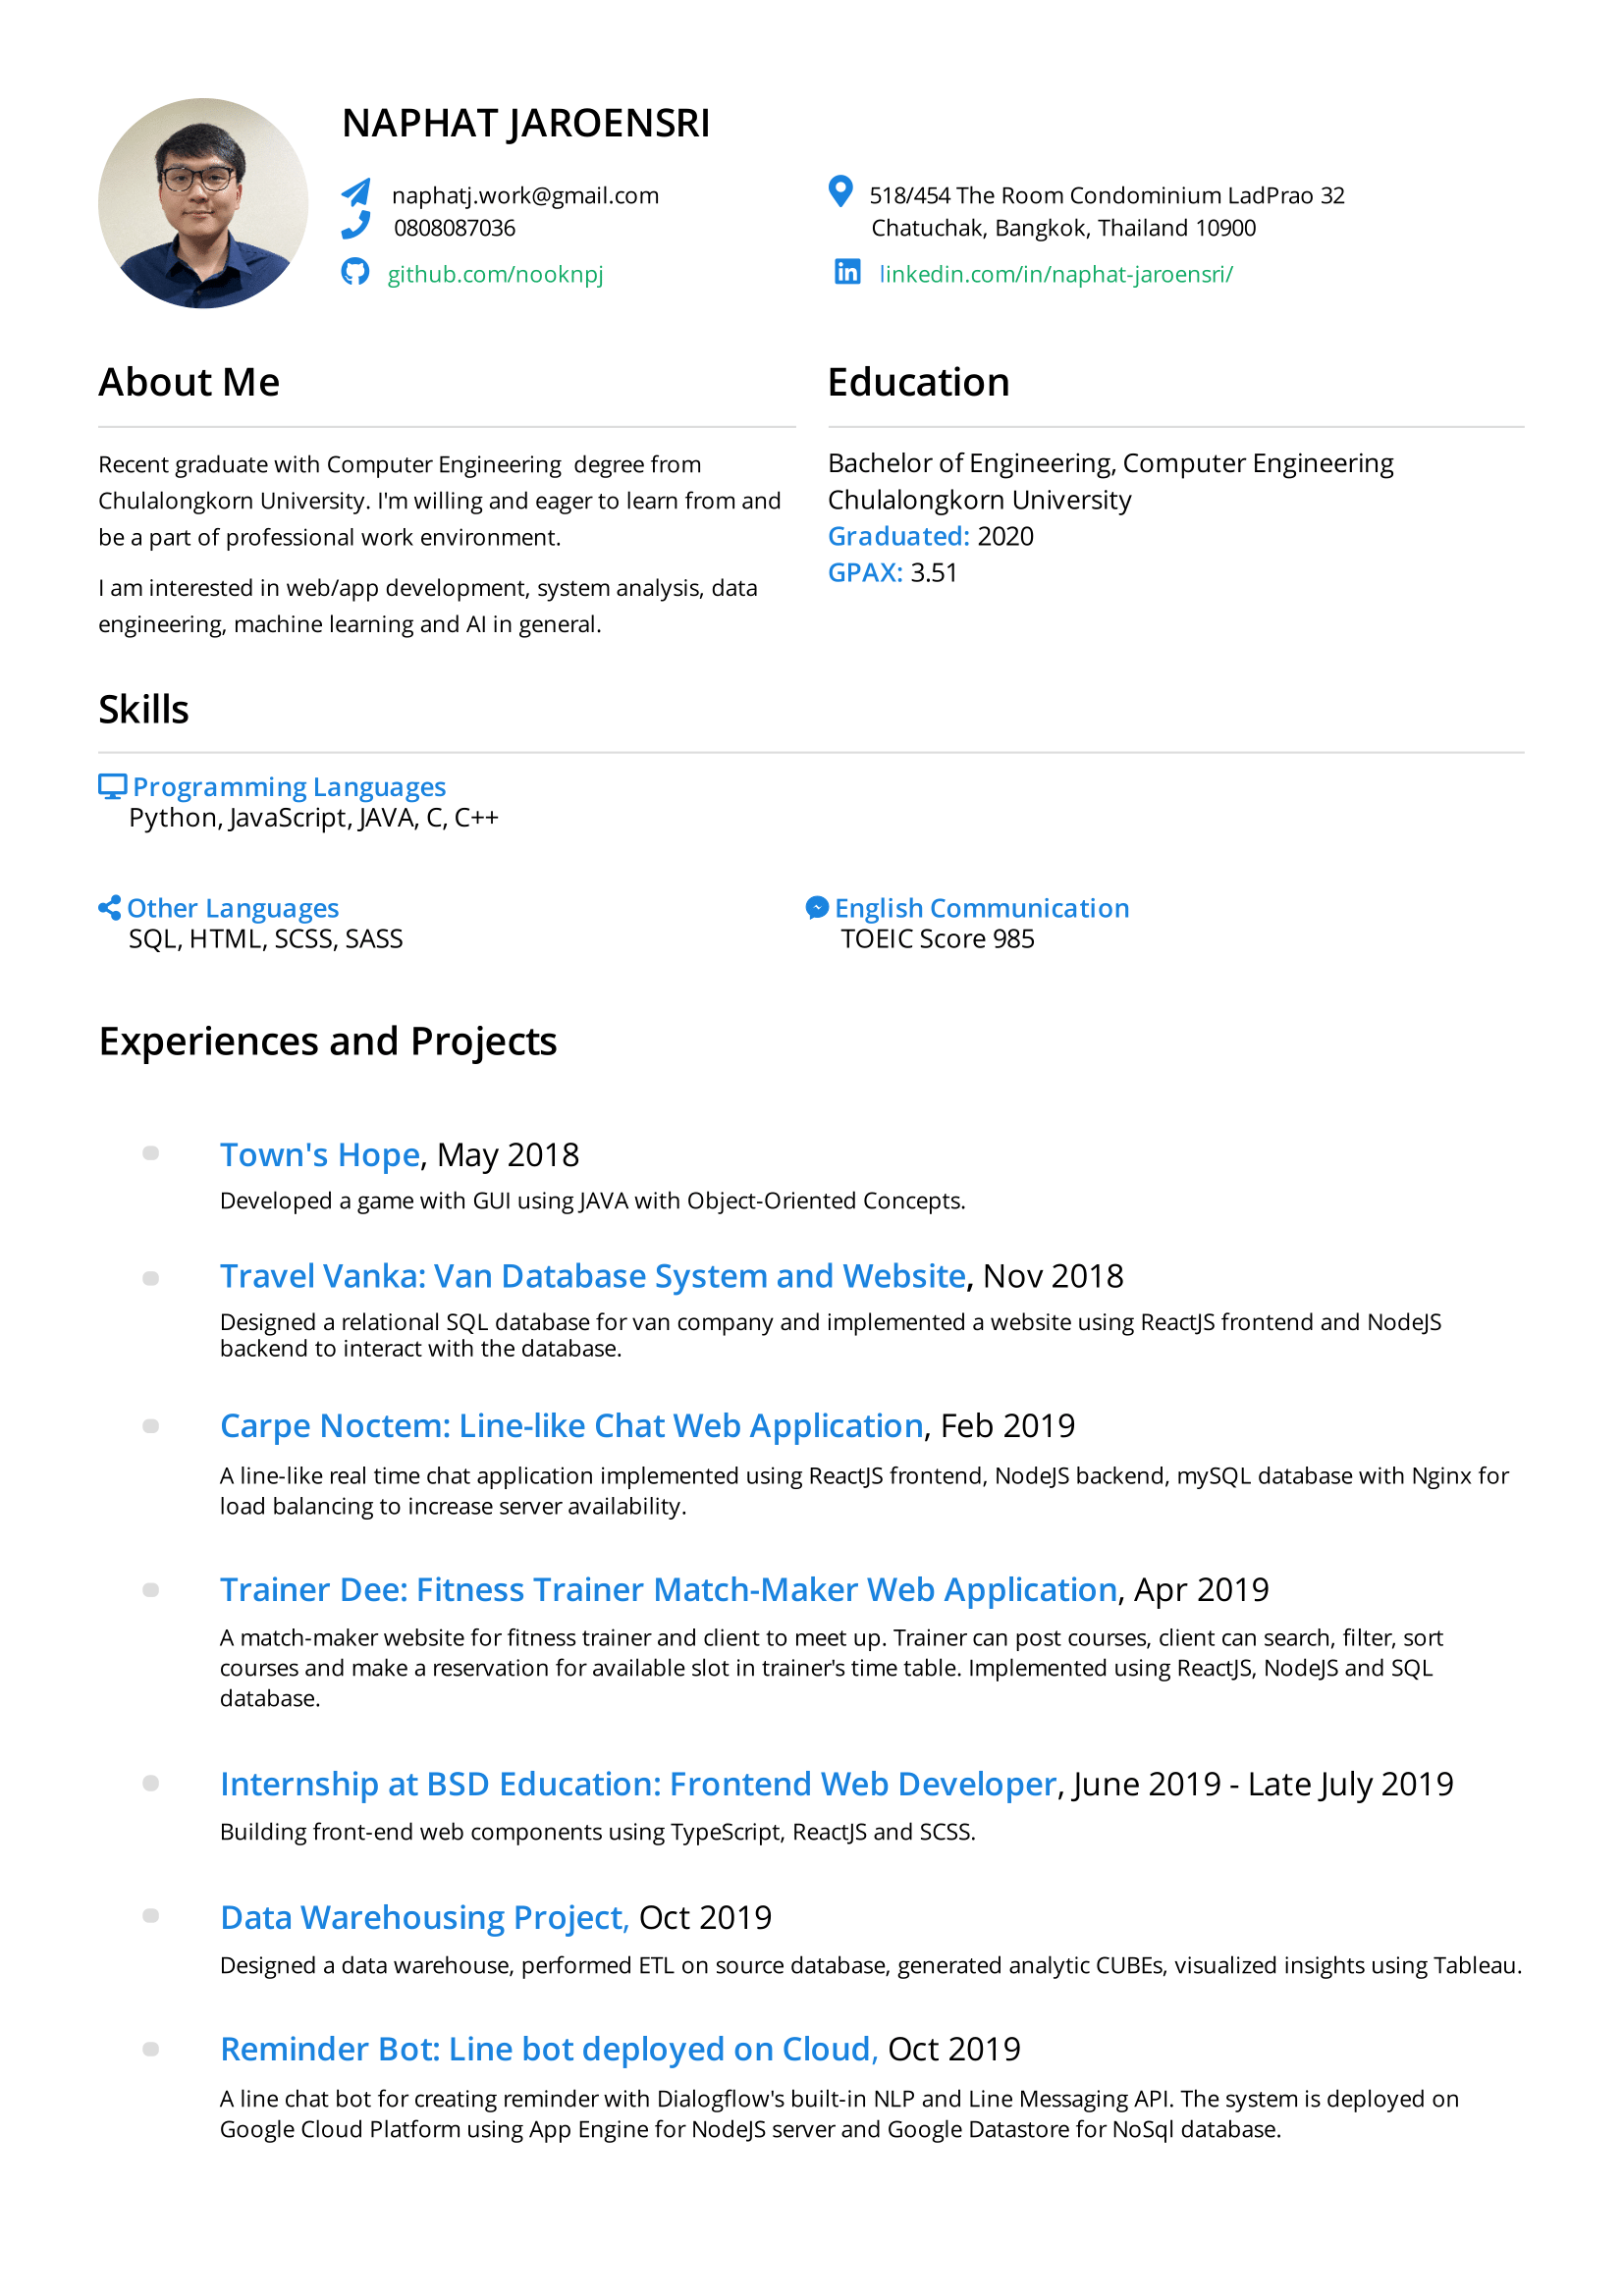 NAPHAT JAROENSRI
naphatj.work@gmail.com
0808087036
518/454 The Room Condominium LadPrao 32
Chatuchak, Bangkok, Thailand 10900
github.com/nooknpj
linkedin.com/in/naphat-jaroensri/
About Me
Recent graduate with Computer Engineering  degree from
Chulalongkorn University. I'm willing and eager to learn from and
be a part of professional work environment.
I am interested in web/app development, system analysis, data
engineering, machine learning and AI in general.
Education
Bachelor of Engineering, Computer Engineering
Chulalongkorn University
Graduated: 2020
GPAX: 3.51
Skills
Programming Languages
Python, JavaScript, JAVA, C, C++
Other Languages
SQL, HTML, SCSS, SASS
English Communication
TOEIC Score 985
Experiences and Projects
Town's Hope, May 2018
Developed a game with GUI using JAVA with Object-Oriented Concepts.
Travel Vanka: Van Database System and Website, Nov 2018
Designed a relational SQL database for van company and implemented a website using ReactJS frontend and NodeJS
backend to interact with the database.
Carpe Noctem: Line-like Chat Web Application, Feb 2019
A line-like real time chat application implemented using ReactJS frontend, NodeJS backend, mySQL database with Nginx for
load balancing to increase server availability.
Trainer Dee: Fitness Trainer Match-Maker Web Application, Apr 2019
A match-maker website for fitness trainer and client to meet up. Trainer can post courses, client can search, filter, sort
courses and make a reservation for available slot in trainer's time table. Implemented using ReactJS, NodeJS and SQL
database.
Internship at BSD Education: Frontend Web Developer, June 2019 - Late July 2019
Building front-end web components using TypeScript, ReactJS and SCSS.
Data Warehousing Project, Oct 2019
Designed a data warehouse, performed ETL on source database, generated analytic CUBEs, visualized insights using Tableau.
Reminder Bot: Line bot deployed on Cloud, Oct 2019
A line chat bot for creating reminder with Dialogflow's built-in NLP and Line Messaging API. The system is deployed on
Google Cloud Platform using App Engine for NodeJS server and Google Datastore for NoSql database.